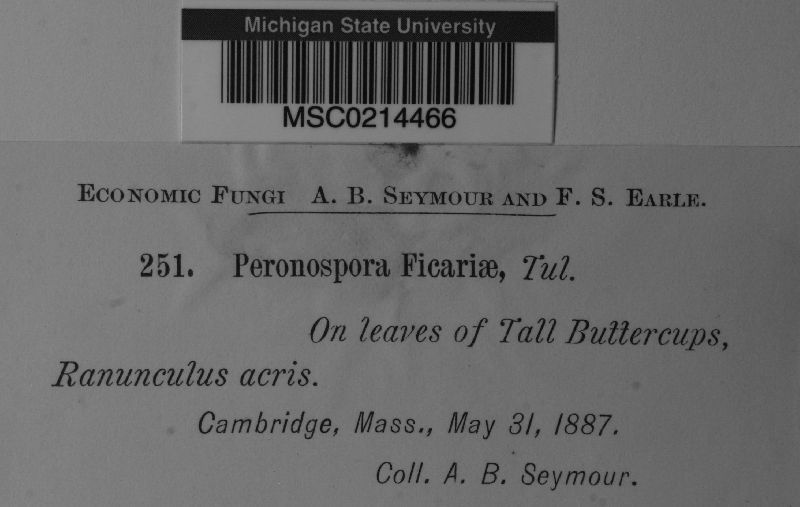 Michigan State University
MSC0214466
Economic Fungi A. B. Seymour and F. S. Earle.
251. Peronospora Ficariæ, Tul.
On leaves of Tall Buttercups,
Ranunculus acris.
Cambridge, Mass., May 31, 1887.
Coll. A. B. Seymour.